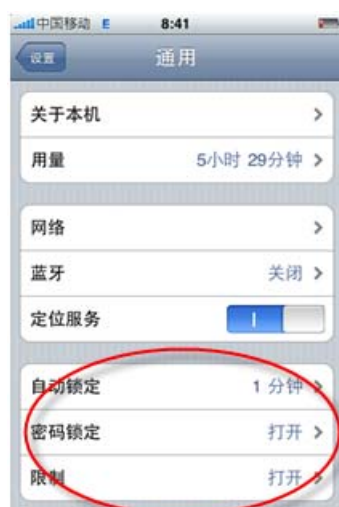 中国移动 E 8:41
设置 通用
关于本机
用量 5小时 29分钟
网络
蓝牙 关闭
定位服务
自动锁定 1 分钟
密码锁定 打开
限制 打开